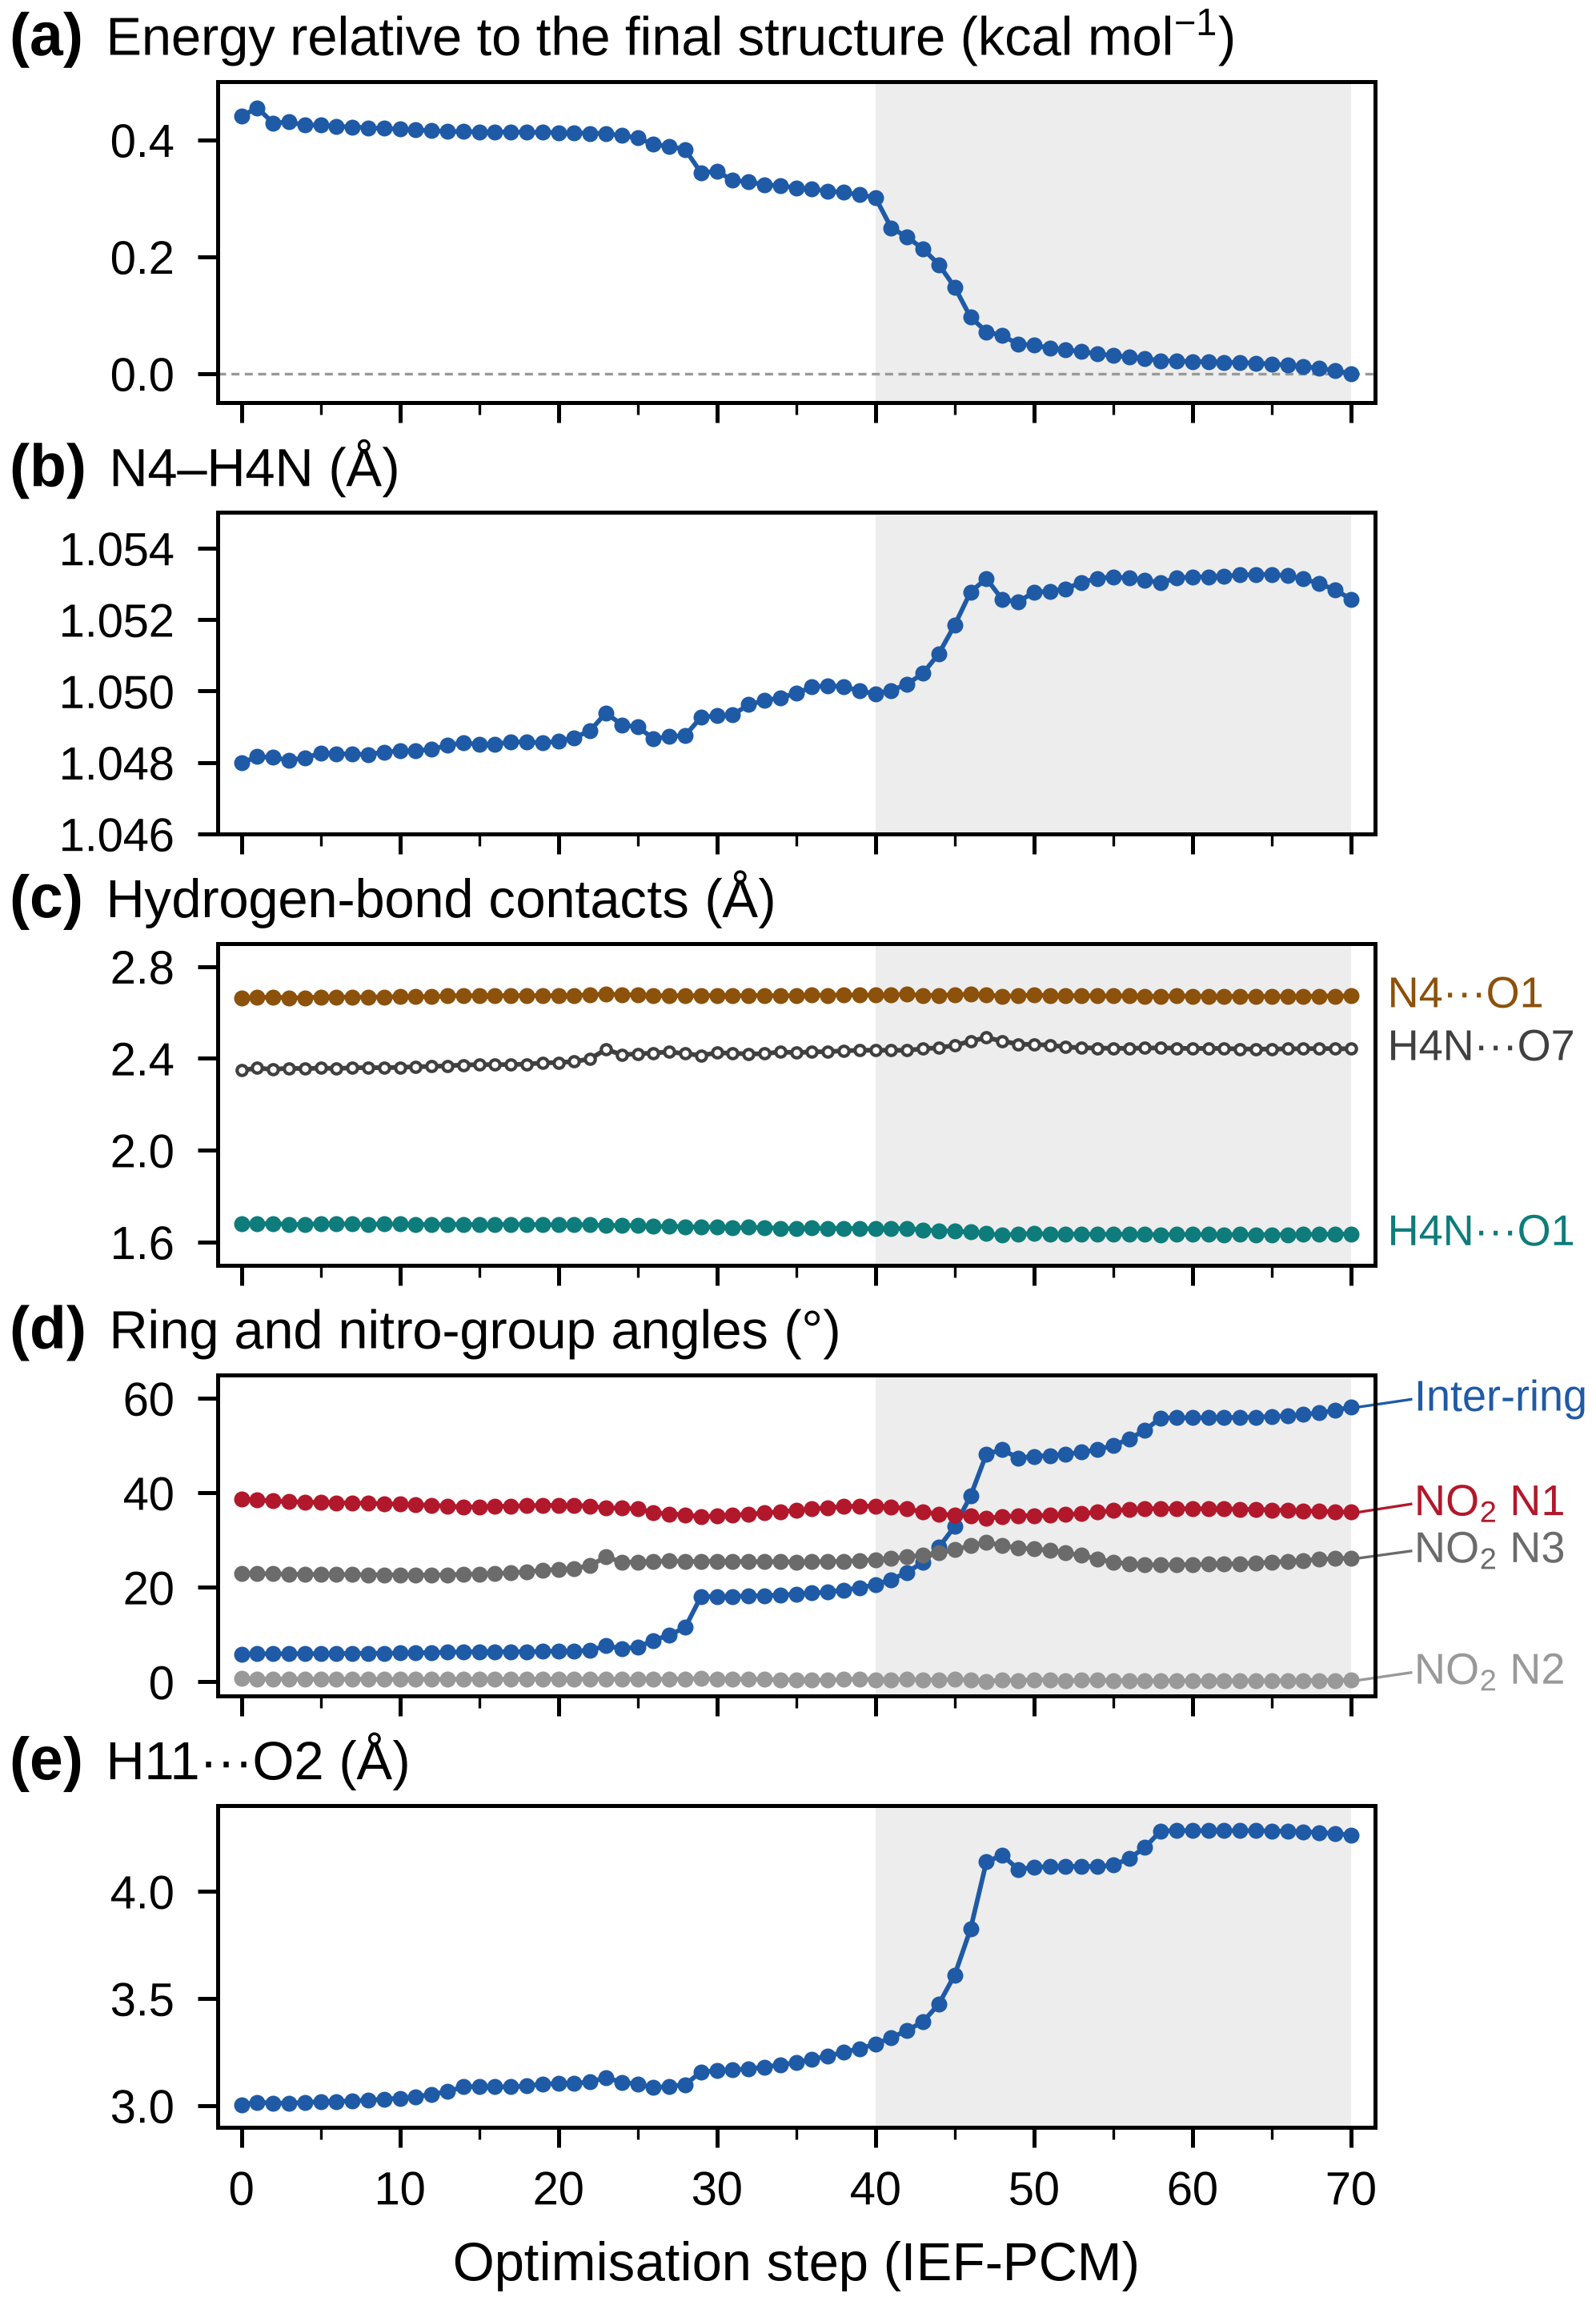 (a) Energy relative to the final structure (kcal mol⁻¹)
0.4
0.2
0.0
(b) N4–H4N (Å)
1.054
1.052
1.050
1.048
1.046
(c) Hydrogen-bond contacts (Å)
2.8
2.4
2.0
1.6
N4···O1
H4N···O7
H4N···O1
(d) Ring and nitro-group angles (°)
60
40
20
0
Inter-ring
NO₂ N1
NO₂ N3
NO₂ N2
(e) H11···O2 (Å)
4.0
3.5
3.0
0 10 20 30 40 50 60 70
Optimisation step (IEF-PCM)